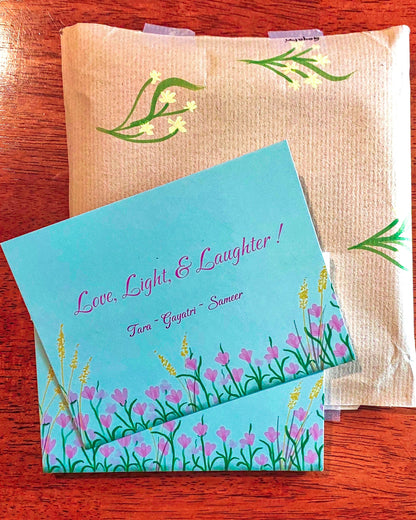 Love, Light, & Laughter !
Tara ~ Gayatri ~ Sameer